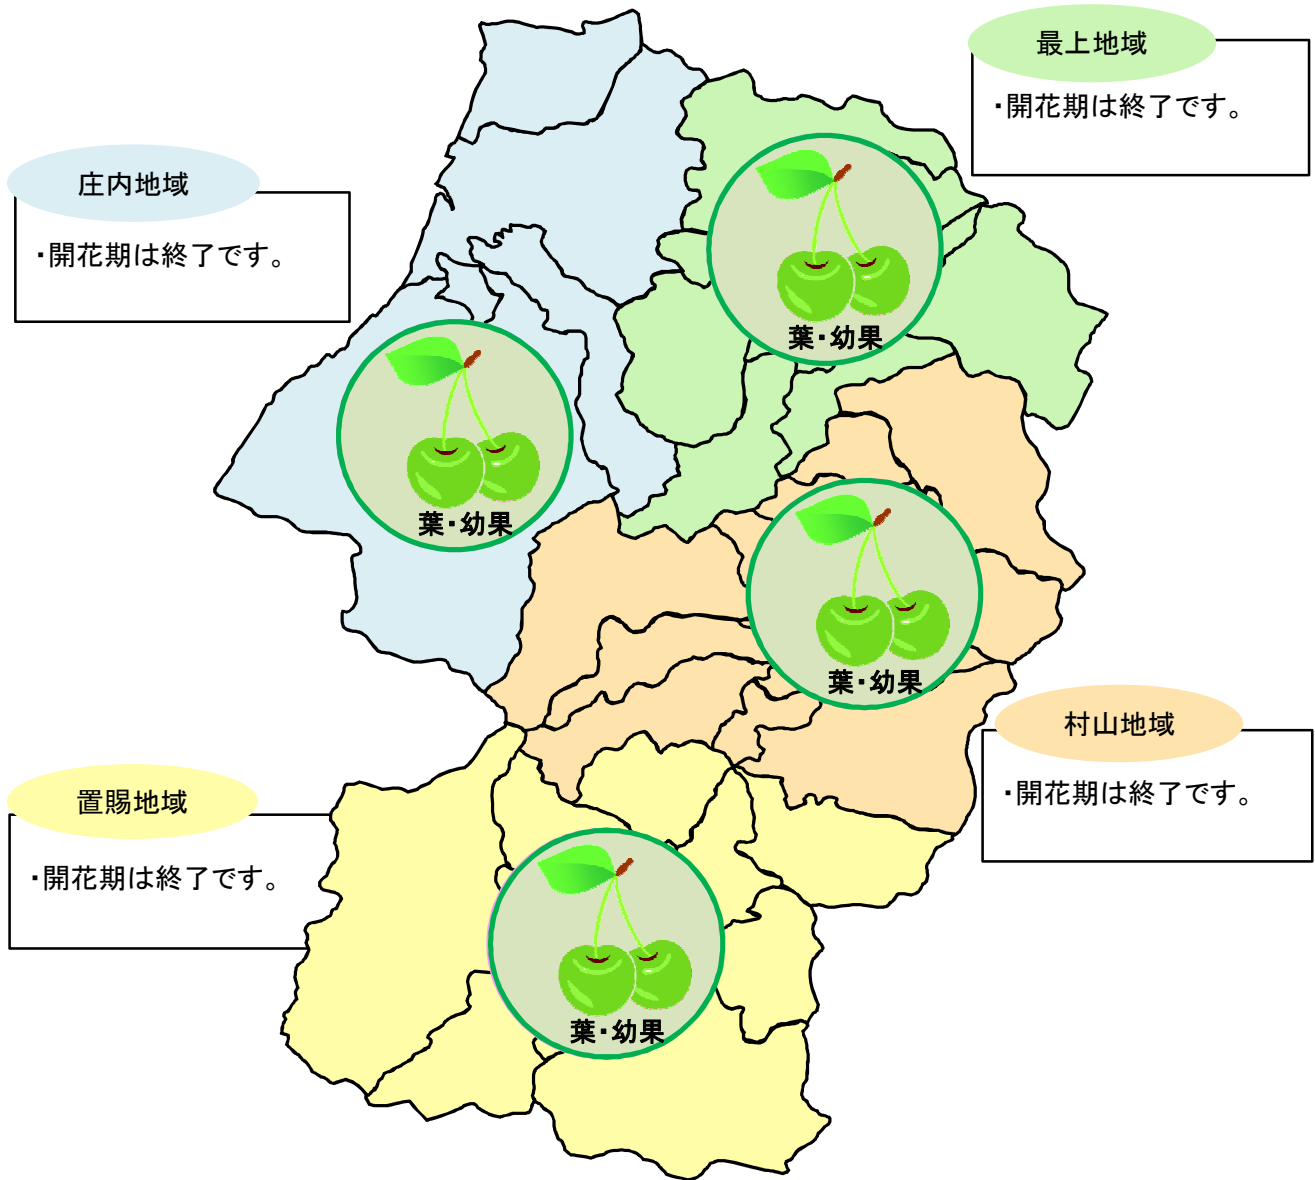 最上地域
・開花期は終了です。
庄内地域
・開花期は終了です。
葉・幼果
葉・幼果
葉・幼果
村山地域
・開花期は終了です。
置賜地域
・開花期は終了です。
葉・幼果